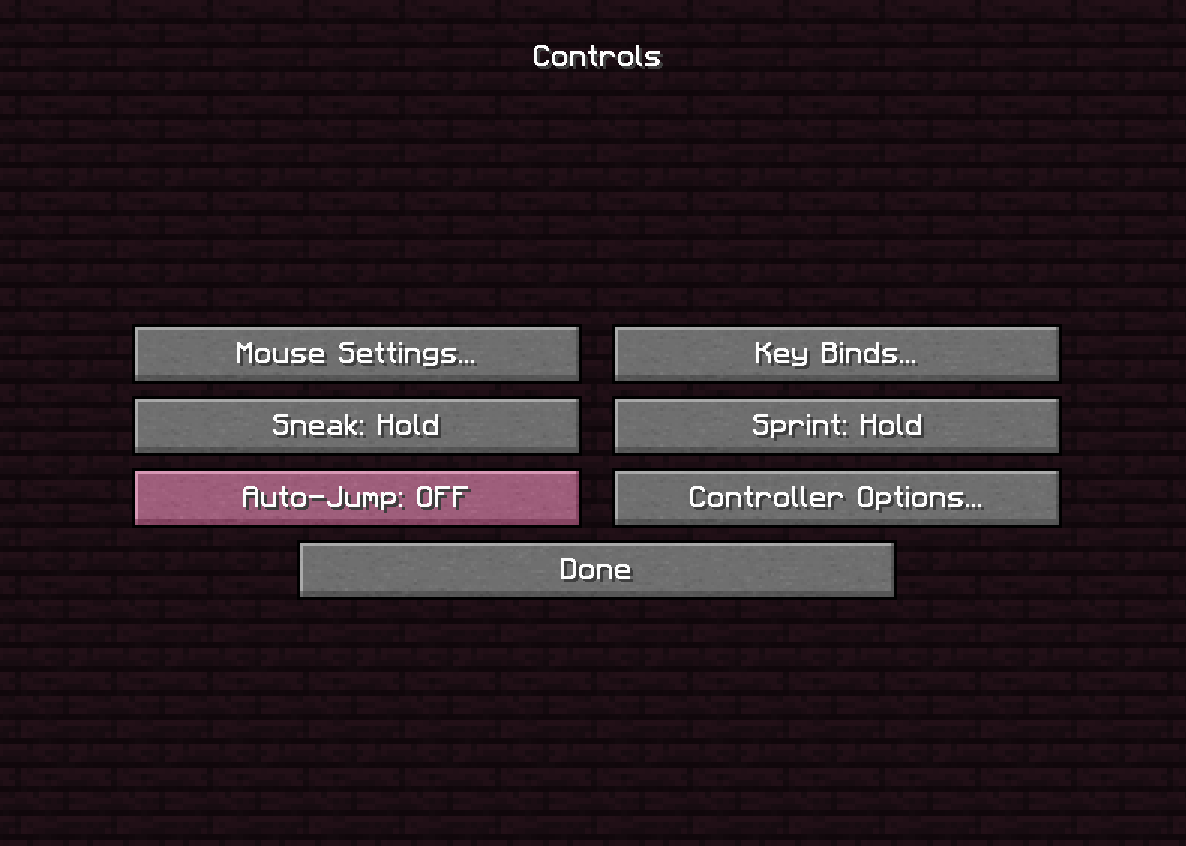 Controls
Mouse Settings...
Key Binds...
Sneak: Hold
Sprint: Hold
Auto-Jump: OFF
Controller Options...
Done